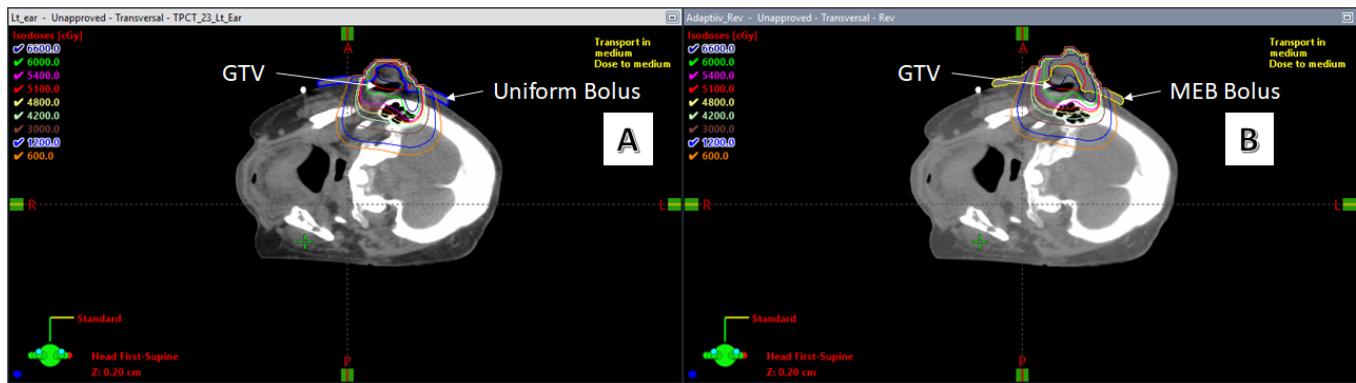 Lt_ear - Unapproved - Transversal - TPCT_23_Lt_Ear
Isodoses [cGy]
6600.0
6000.0
5400.0
5100.0
4800.0
4200.0
3000.0
1200.0
600.0
A
Transport in
medium
Dose to medium
GTV
Uniform Bolus
A
R
L
Standard
Head First-Supine
Z: 0.20 cm
P
Adaptiiv_Rev - Unapproved - Transversal - Rev
Isodoses [cGy]
6600.0
6000.0
5400.0
5100.0
4800.0
4200.0
3000.0
1200.0
600.0
A
Transport in
medium
Dose to medium
GTV
MEB Bolus
B
R
L
Standard
Head First-Supine
Z: 0.20 cm
P